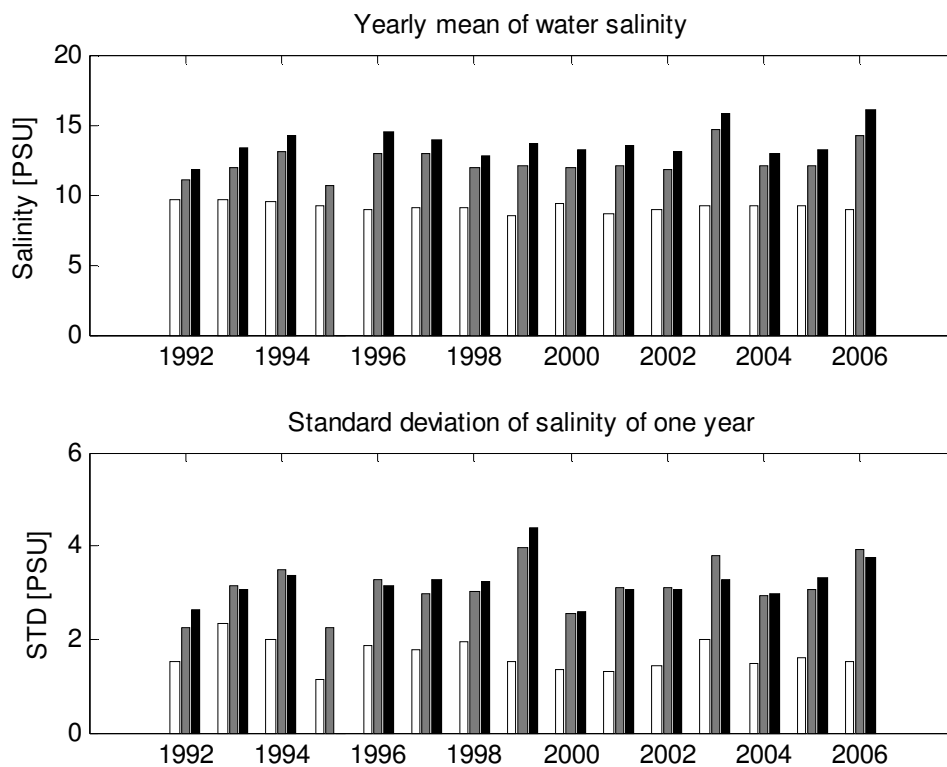 Yearly mean of water salinity
20
15
10
5
0
Salinity [PSU]
1992 1994 1996 1998 2000 2002 2004 2006
Standard deviation of salinity of one year
6
4
2
0
STD [PSU]
1992 1994 1996 1998 2000 2002 2004 2006